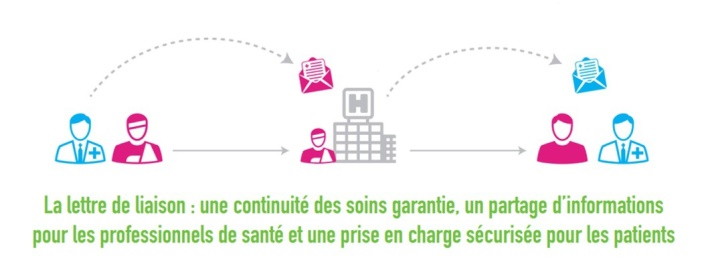 H
La lettre de liaison : une continuité des soins garantie, un partage d'informations
pour les professionnels de santé et une prise en charge sécurisée pour les patients